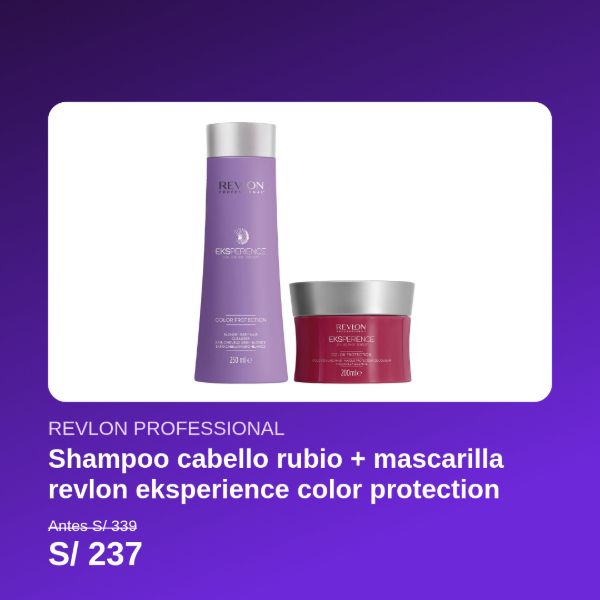 REVLON
PROFESSIONAL
EKSPERIENCE
COLOR PROTECTION
250 ml e
REVLON
EKSPERIENCE
COLOR PROTECTION
200ml e
REVLON PROFESSIONAL
Shampoo cabello rubio + mascarilla
revlon eksperience color protection
Antes S/ 339
S/ 237